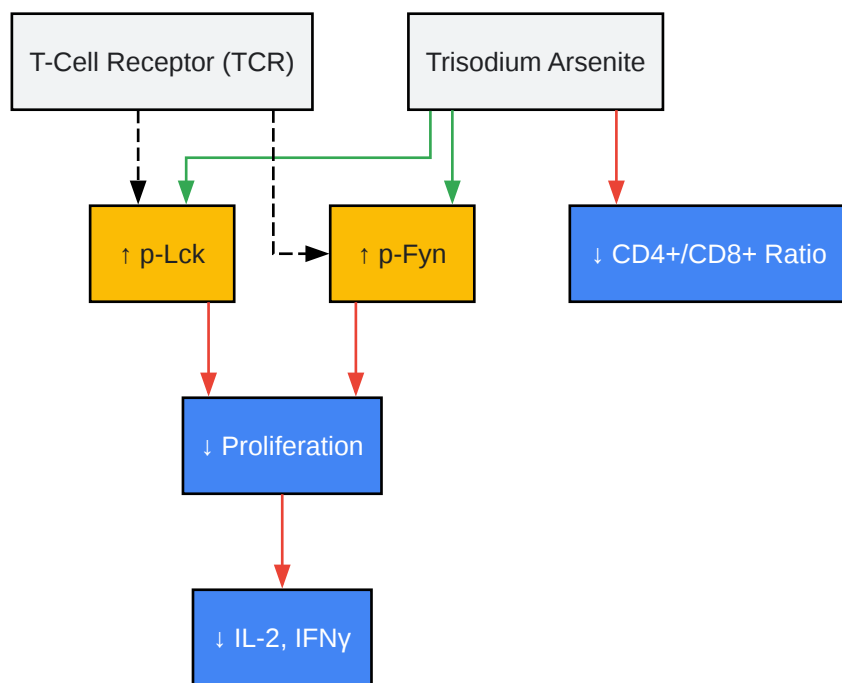 T-Cell Receptor (TCR)
Trisodium Arsenite
↑ p-Lck
↑ p-Fyn
↓ CD4+/CD8+ Ratio
↓ Proliferation
↓ IL-2, IFNγ